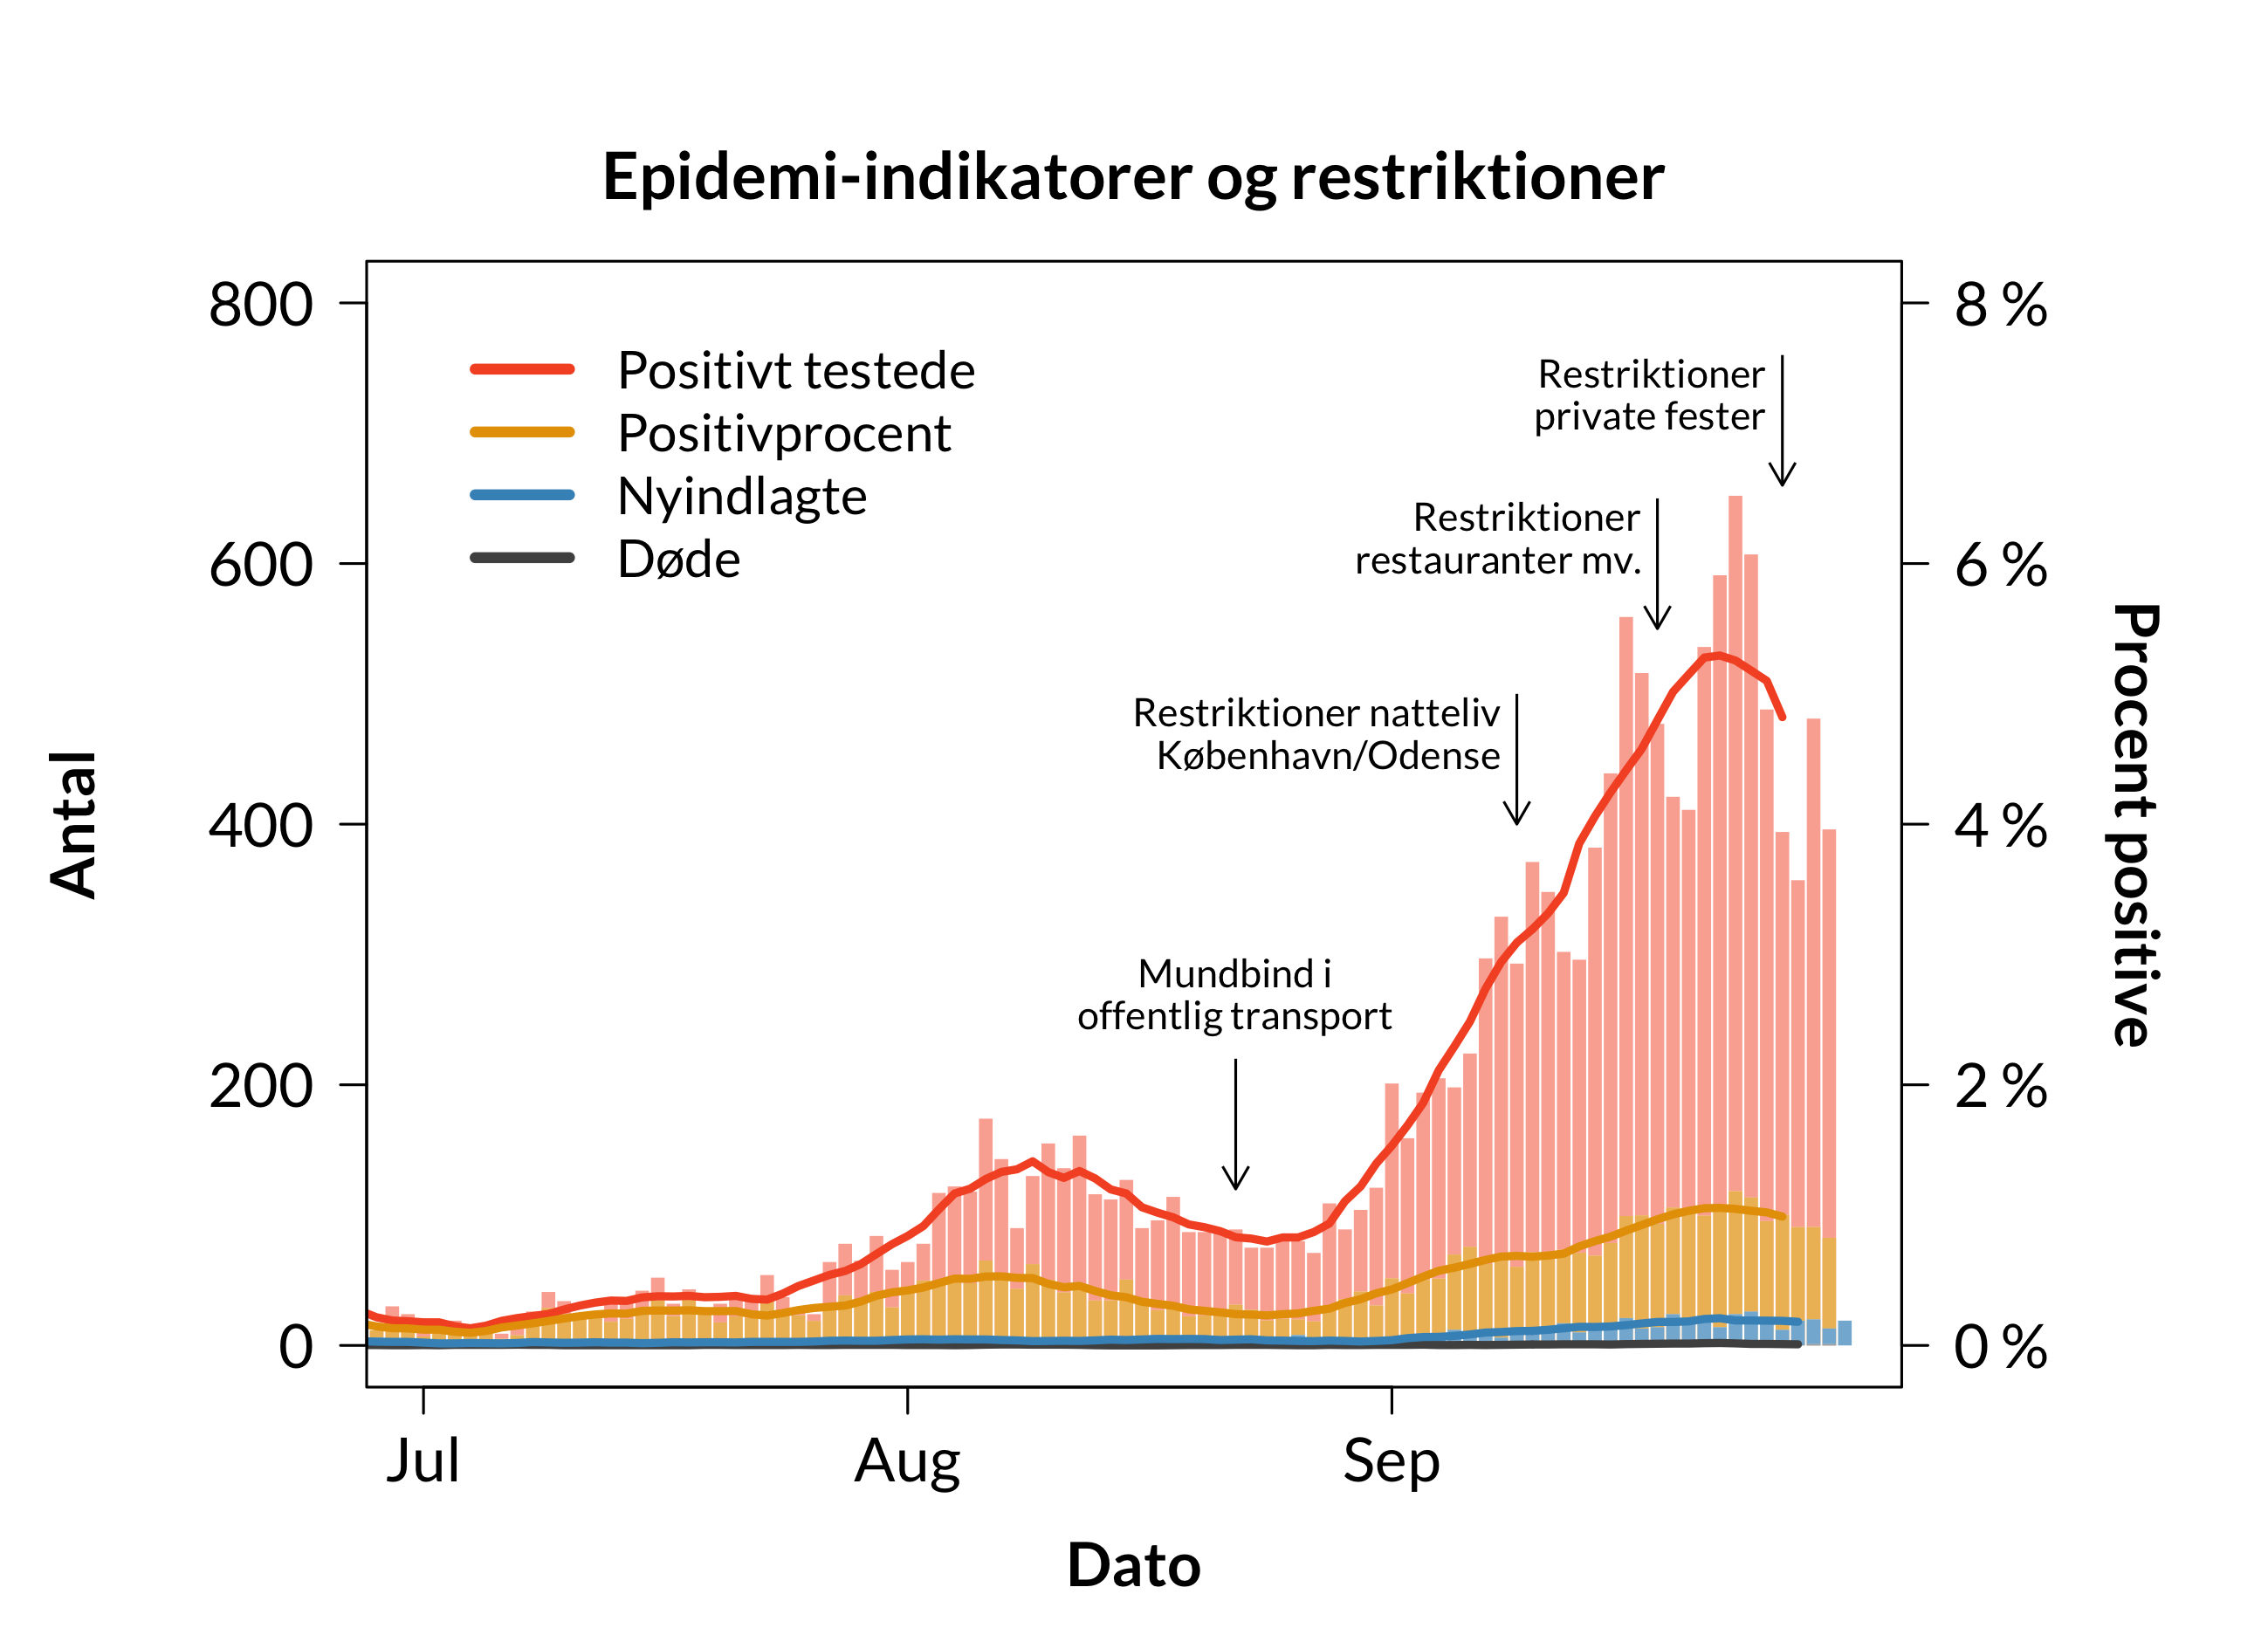 Epidemi-indikatorer og restriktioner
800
600
400
200
0
Antal
Positivt testede
Positivprocent
Nyindlagte
Døde
Mundbind i
offentlig transport
Restriktioner natteliv
København/Odense
Restriktioner
restauranter mv.
Restriktioner
private fester
8 %
6 %
4 %
2 %
0 %
Procent positive
Jul
Aug
Sep
Dato